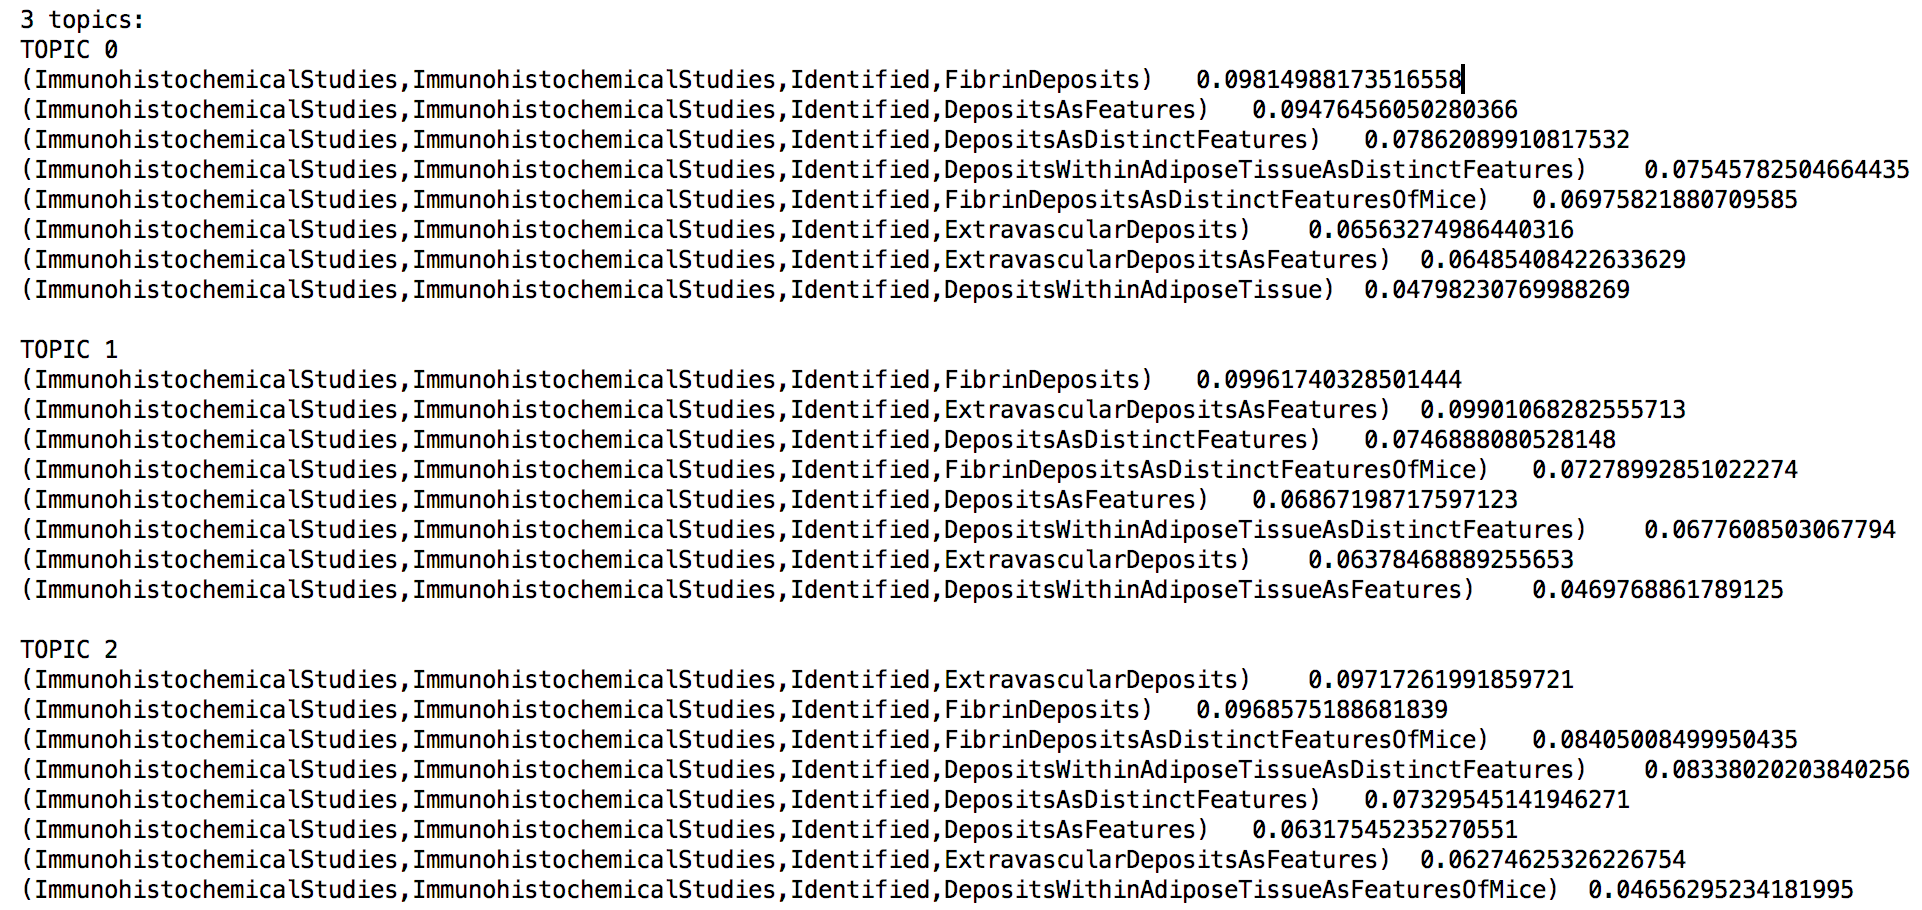 3 topics:
TOPIC 0
(ImmunohistochemicalStudies,ImmunohistochemicalStudies,Identified,FibrinDeposits) 0.09814988173516558
(ImmunohistochemicalStudies,ImmunohistochemicalStudies,Identified,DepositsAsFeatures) 0.09476456050280366
(ImmunohistochemicalStudies,ImmunohistochemicalStudies,Identified,DepositsAsDistinctFeatures) 0.07862089910817532
(ImmunohistochemicalStudies,ImmunohistochemicalStudies,Identified,DepositsWithinAdiposeTissueAsDistinctFeatures) 0.07545782504664435
(ImmunohistochemicalStudies,ImmunohistochemicalStudies,Identified,FibrinDepositsAsDistinctFeaturesOfMice) 0.06975821880709585
(ImmunohistochemicalStudies,ImmunohistochemicalStudies,Identified,ExtravascularDeposits) 0.06563274986440316
(ImmunohistochemicalStudies,ImmunohistochemicalStudies,Identified,ExtravascularDepositsAsFeatures) 0.06485408422633629
(ImmunohistochemicalStudies,ImmunohistochemicalStudies,Identified,DepositsWithinAdiposeTissue) 0.04798230769988269
TOPIC 1
(ImmunohistochemicalStudies,ImmunohistochemicalStudies,Identified,FibrinDeposits) 0.09961740328501444
(ImmunohistochemicalStudies,ImmunohistochemicalStudies,Identified,ExtravascularDepositsAsFeatures) 0.09901068282555713
(ImmunohistochemicalStudies,ImmunohistochemicalStudies,Identified,DepositsAsDistinctFeatures) 0.0746888080528148
(ImmunohistochemicalStudies,ImmunohistochemicalStudies,Identified,FibrinDepositsAsDistinctFeaturesOfMice) 0.07278992851022274
(ImmunohistochemicalStudies,ImmunohistochemicalStudies,Identified,DepositsAsFeatures) 0.06867198717597123
(ImmunohistochemicalStudies,ImmunohistochemicalStudies,Identified,DepositsWithinAdiposeTissueAsDistinctFeatures) 0.0677608503067794
(ImmunohistochemicalStudies,ImmunohistochemicalStudies,Identified,ExtravascularDeposits) 0.06378468889255653
(ImmunohistochemicalStudies,ImmunohistochemicalStudies,Identified,DepositsWithinAdiposeTissueAsFeatures) 0.0469768861789125
TOPIC 2
(ImmunohistochemicalStudies,ImmunohistochemicalStudies,Identified,ExtravascularDeposits) 0.09717261991859721
(ImmunohistochemicalStudies,ImmunohistochemicalStudies,Identified,FibrinDeposits) 0.0968575188681839
(ImmunohistochemicalStudies,ImmunohistochemicalStudies,Identified,FibrinDepositsAsDistinctFeaturesOfMice) 0.08405008499950435
(ImmunohistochemicalStudies,ImmunohistochemicalStudies,Identified,DepositsWithinAdiposeTissueAsDistinctFeatures) 0.08338020203840256
(ImmunohistochemicalStudies,ImmunohistochemicalStudies,Identified,DepositsAsDistinctFeatures) 0.07329545141946271
(ImmunohistochemicalStudies,ImmunohistochemicalStudies,Identified,DepositsAsFeatures) 0.06317545235270551
(ImmunohistochemicalStudies,ImmunohistochemicalStudies,Identified,ExtravascularDepositsAsFeatures) 0.06274625326226754
(ImmunohistochemicalStudies,ImmunohistochemicalStudies,Identified,DepositsWithinAdiposeTissueAsFeaturesOfMice) 0.04656295234181995